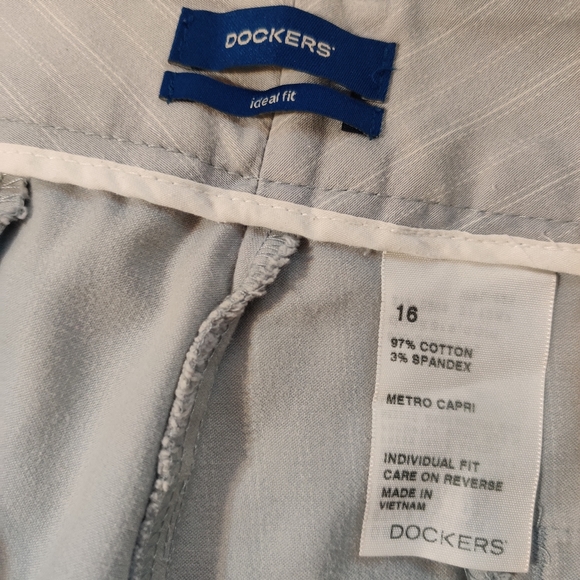 DOCKERS
ideal fit
16
97% COTTON
3% SPANDEX
METRO CAPRI
INDIVIDUAL FIT
CARE ON REVERSE
MADE IN
VIETNAM
DOCKERS